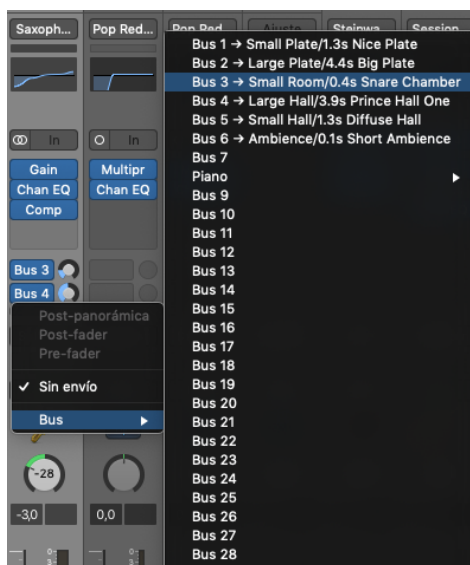 Saxoph...
Pop Red...
Pop Red
Ajuste
Steinwa
Session
In
In
Gain
Chan EQ
Comp
Multipr
Chan EQ
Bus 3
Bus 4
Post-panorámica
Post-fader
Pre-fader
✓ Sin envío
Bus
-28
-3,0
0,0
0-
3-
0-
3-
Bus 1 → Small Plate/1.3s Nice Plate
Bus 2 → Large Plate/4.4s Big Plate
Bus 3 → Small Room/0.4s Snare Chamber
Bus 4 → Large Hall/3.9s Prince Hall One
Bus 5 → Small Hall/1.3s Diffuse Hall
Bus 6 → Ambience/0.1s Short Ambience
Bus 7
Piano
Bus 9
Bus 10
Bus 11
Bus 12
Bus 13
Bus 14
Bus 15
Bus 16
Bus 17
Bus 18
Bus 19
Bus 20
Bus 21
Bus 22
Bus 23
Bus 24
Bus 25
Bus 26
Bus 27
Bus 28